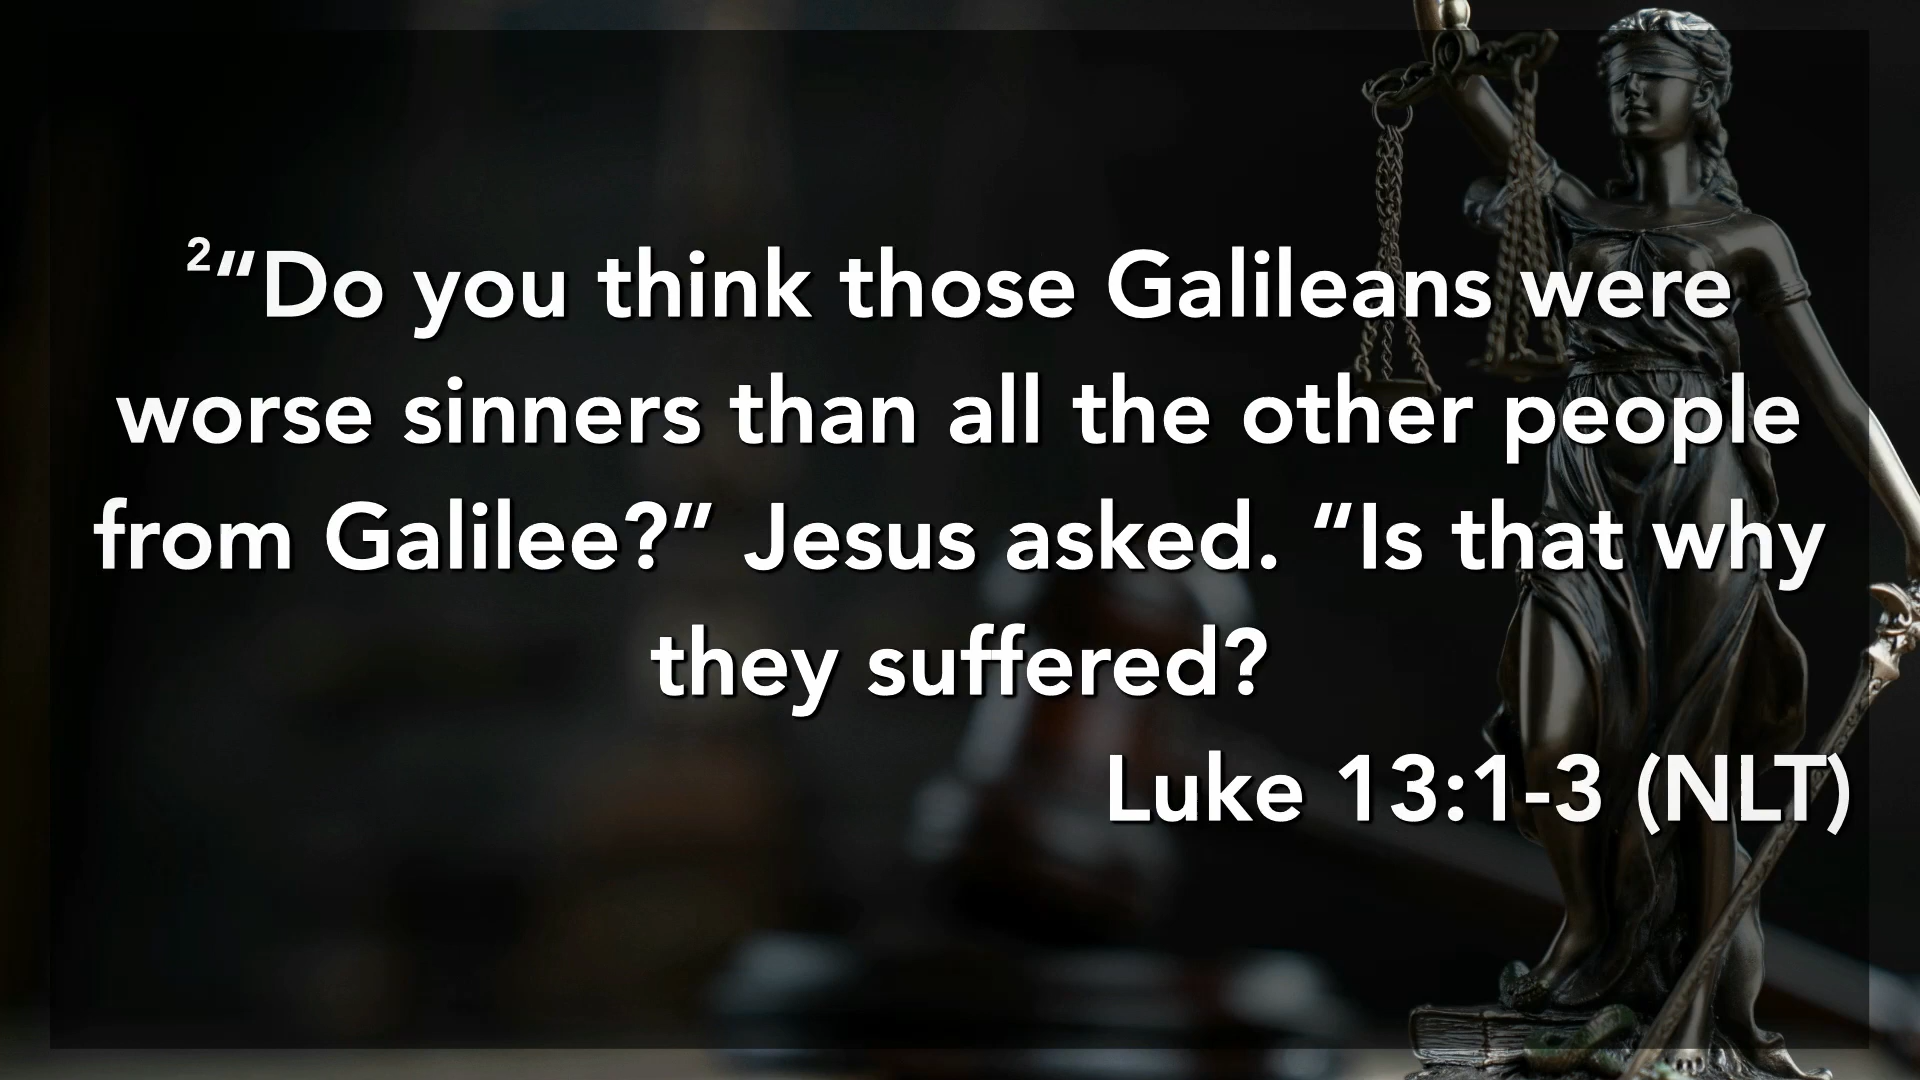 ²“Do you think those Galileans were
worse sinners than all the other people
from Galilee?” Jesus asked. “Is that why
they suffered?
Luke 13:1-3 (NLT)